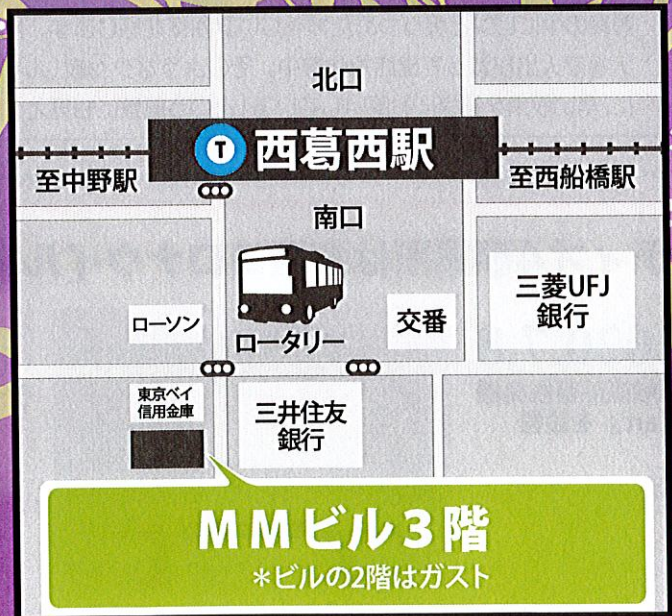 北口
T 西葛西駅
至中野駅
至西船橋駅
南口
三菱UFJ
銀行
ローソン
ロータリー
交番
東京ベイ
信用金庫
三井住友
銀行
MMビル3階
*ビルの2階はガスト